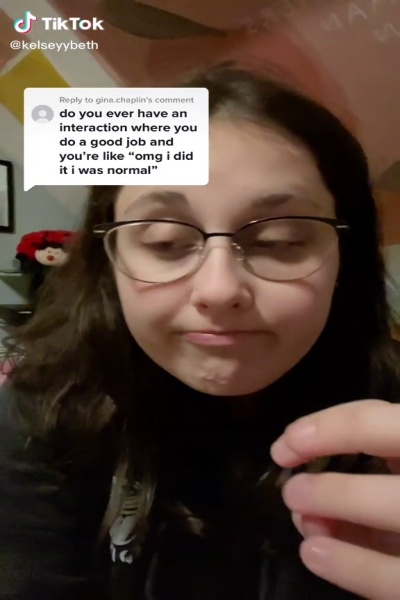 TikTok
@kelseyybeth
Reply to gina.chaplin's comment
do you ever have an
interaction where you
do a good job and
you're like “omg i did
it i was normal”